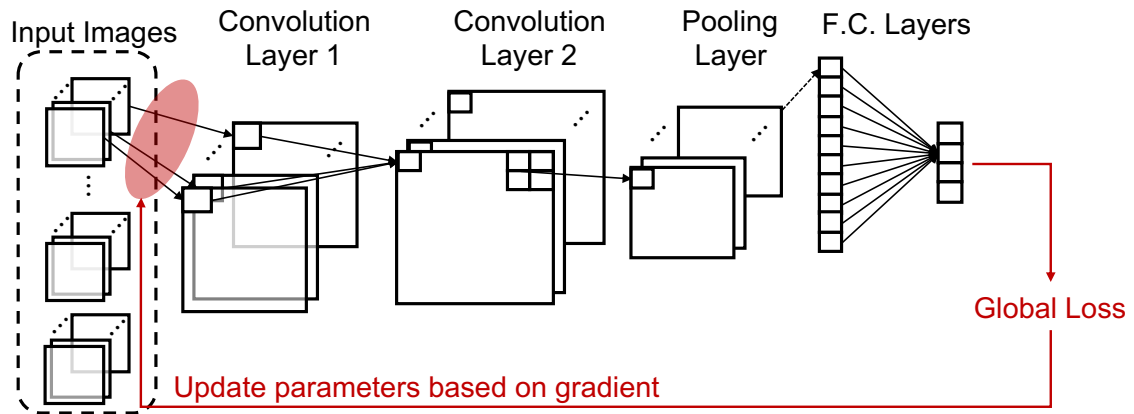 Input Images
Convolution
Layer 1
Convolution
Layer 2
Pooling
Layer
F.C. Layers
Global Loss
Update parameters based on gradient